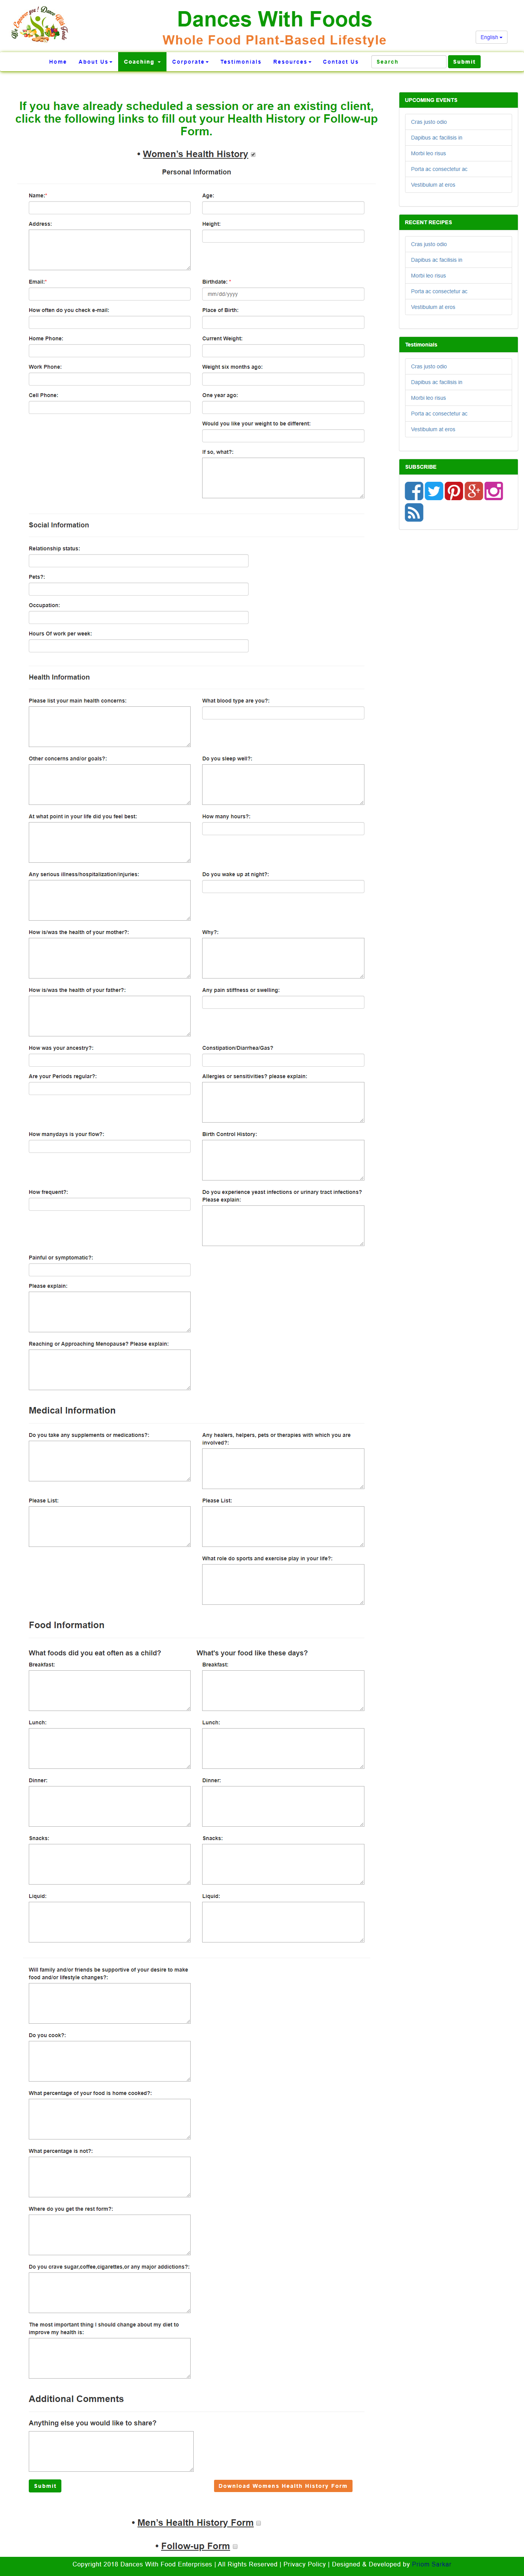 Dances With Foods
Whole Food Plant-Based Lifestyle
English
Home About Us Coaching Corporate Testimonials Resources Contact Us Search Submit
If you have already scheduled a session or are an existing client,
click the following links to fill out your Health History or Follow-up
Form.
• Women's Health History
Personal Information
Name:* Age:
Address: Height:
Email:* Birthdate: *
mm/dd/yyyy
How often do you check e-mail: Place of Birth:
Home Phone: Current Weight:
Work Phone: Weight six months ago:
Cell Phone: One year ago:
Would you like your weight to be different:
If so, what?:
Social Information
Relationship status:
Pets?:
Occupation:
Hours Of work per week:
Health Information
Please list your main health concerns: What blood type are you?:
Other concerns and/or goals?: Do you sleep well?:
At what point in your life did you feel best: How many hours?:
Any serious illness/hospitalization/injuries: Do you wake up at night?:
How is/was the health of your mother?: Why?:
How is/was the health of your father?: Any pain stiffness or swelling:
How was your ancestry?: Constipation/Diarrhea/Gas?
Are your Periods regular?: Allergies or sensitivities? please explain:
How manydays is your flow?: Birth Control History:
How frequent?: Do you experience yeast infections or urinary tract infections?
Please explain:
Painful or symptomatic?:
Please explain:
Reaching or Approaching Menopause? Please explain:
Medical Information
Do you take any supplements or medications?: Any healers, helpers, pets or therapies with which you are
involved?:
Please List: Please List:
What role do sports and exercise play in your life?:
Food Information
What foods did you eat often as a child? What's your food like these days?
Breakfast: Breakfast:
Lunch: Lunch:
Dinner: Dinner:
Snacks: Snacks:
Liquid: Liquid:
Will family and/or friends be supportive of your desire to make
food and/or lifestyle changes?:
Do you cook?:
What percentage of your food is home cooked?:
What percentage is not?:
Where do you get the rest form?:
Do you crave sugar,coffee,cigarettes,or any major addictions?:
The most important thing I should change about my diet to
improve my health is:
Additional Comments
Anything else you would like to share?
Submit Download Womens Health History Form
• Men's Health History Form
• Follow-up Form
UPCOMING EVENTS
Cras justo odio
Dapibus ac facilisis in
Morbi leo risus
Porta ac consectetur ac
Vestibulum at eros
RECENT RECIPES
Cras justo odio
Dapibus ac facilisis in
Morbi leo risus
Porta ac consectetur ac
Vestibulum at eros
Testimonials
Cras justo odio
Dapibus ac facilisis in
Morbi leo risus
Porta ac consectetur ac
Vestibulum at eros
SUBSCRIBE
Copyright 2018 Dances With Food Enterprises | All Rights Reserved | Privacy Policy | Designed & Developed by Priom Sarkar